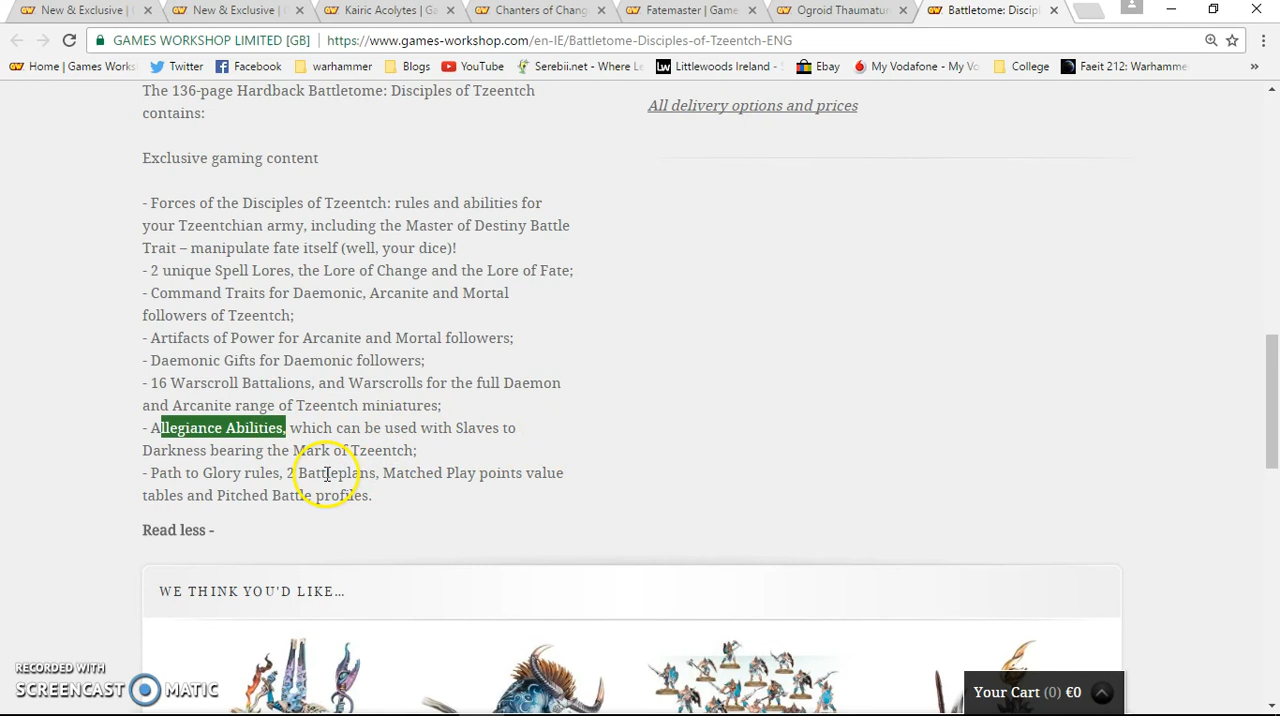 New & Exclusive |
New & Exclusive |
Kairic Acolytes | Ga
Chanters of Chang
Fatemaster | Games
Ogroid Thaumatur
Battletome: Discipl
GAMES WORKSHOP LIMITED [GB]
https://www.games-workshop.com/en-IE/Battletome-Disciples-of-Tzeentch-ENG
Home | Games Works
Twitter
Facebook
warhammer
Blogs
YouTube
Serebii.net - Where Le
Littlewoods Ireland -
Ebay
My Vodafone - My Vo
College
Faeit 212: Warhamme
»
The 136-page Hardback Battletome: Disciples of Tzeentch
contains:
All delivery options and prices
Exclusive gaming content
- Forces of the Disciples of Tzeentch: rules and abilities for
your Tzeentchian army, including the Master of Destiny Battle
Trait – manipulate fate itself (well, your dice)!
- 2 unique Spell Lores, the Lore of Change and the Lore of Fate;
- Command Traits for Daemonic, Arcanite and Mortal
followers of Tzeentch;
- Artifacts of Power for Arcanite and Mortal followers;
- Daemonic Gifts for Daemonic followers;
- 16 Warscroll Battalions, and Warscrolls for the full Daemon
and Arcanite range of Tzeentch miniatures;
- Allegiance Abilities, which can be used with Slaves to
Darkness bearing the Mark of Tzeentch;
- Path to Glory rules, 2 Battleplans, Matched Play points value
tables and Pitched Battle profiles.
Read less -
WE THINK YOU'D LIKE…
RECORDED WITH
SCREENCAST MATIC
Your Cart (0) €0